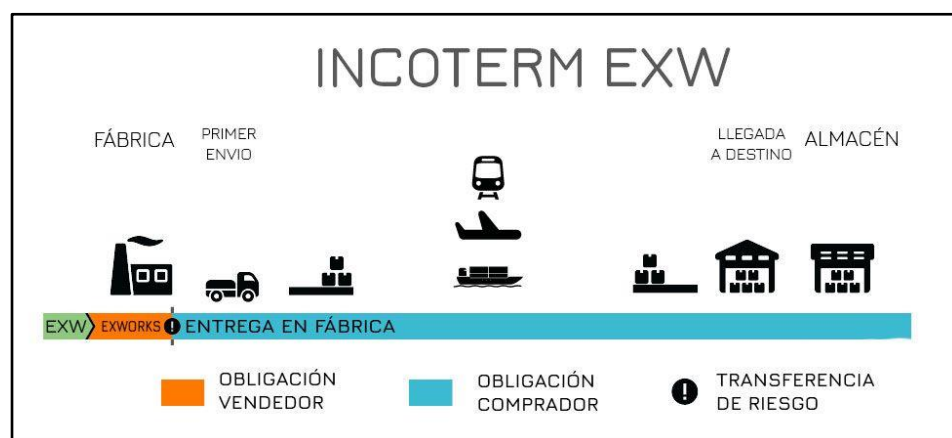 INCOTERM EXW
FÁBRICA
PRIMER
ENVIO
LLEGADA
A DESTINO
ALMACÉN
EXW
EXWORKS
ENTREGA EN FÁBRICA
OBLIGACIÓN
VENDEDOR
OBLIGACIÓN
COMPRADOR
TRANSFERENCIA
DE RIESGO